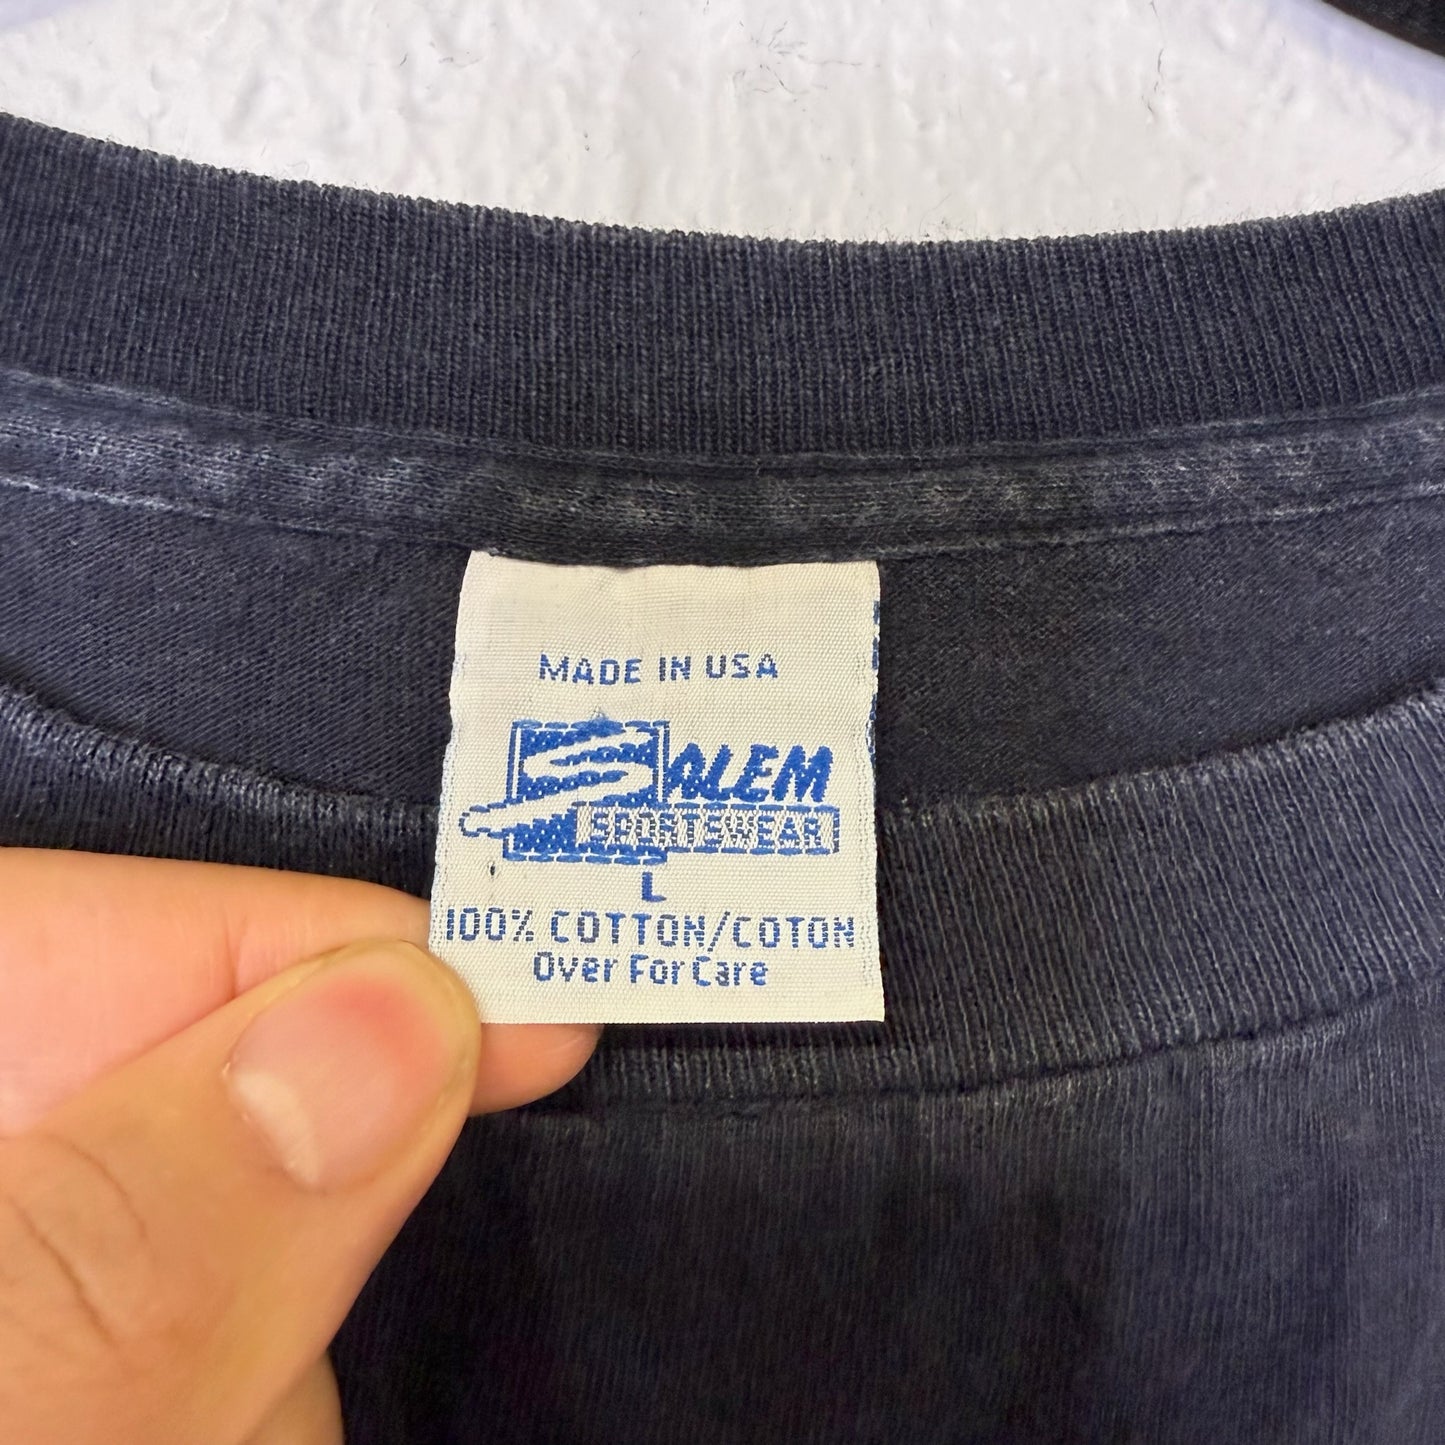 MADE IN USA
SALEM
SPORTSWEAR
L
100% COTTON/COTON
Over For Care